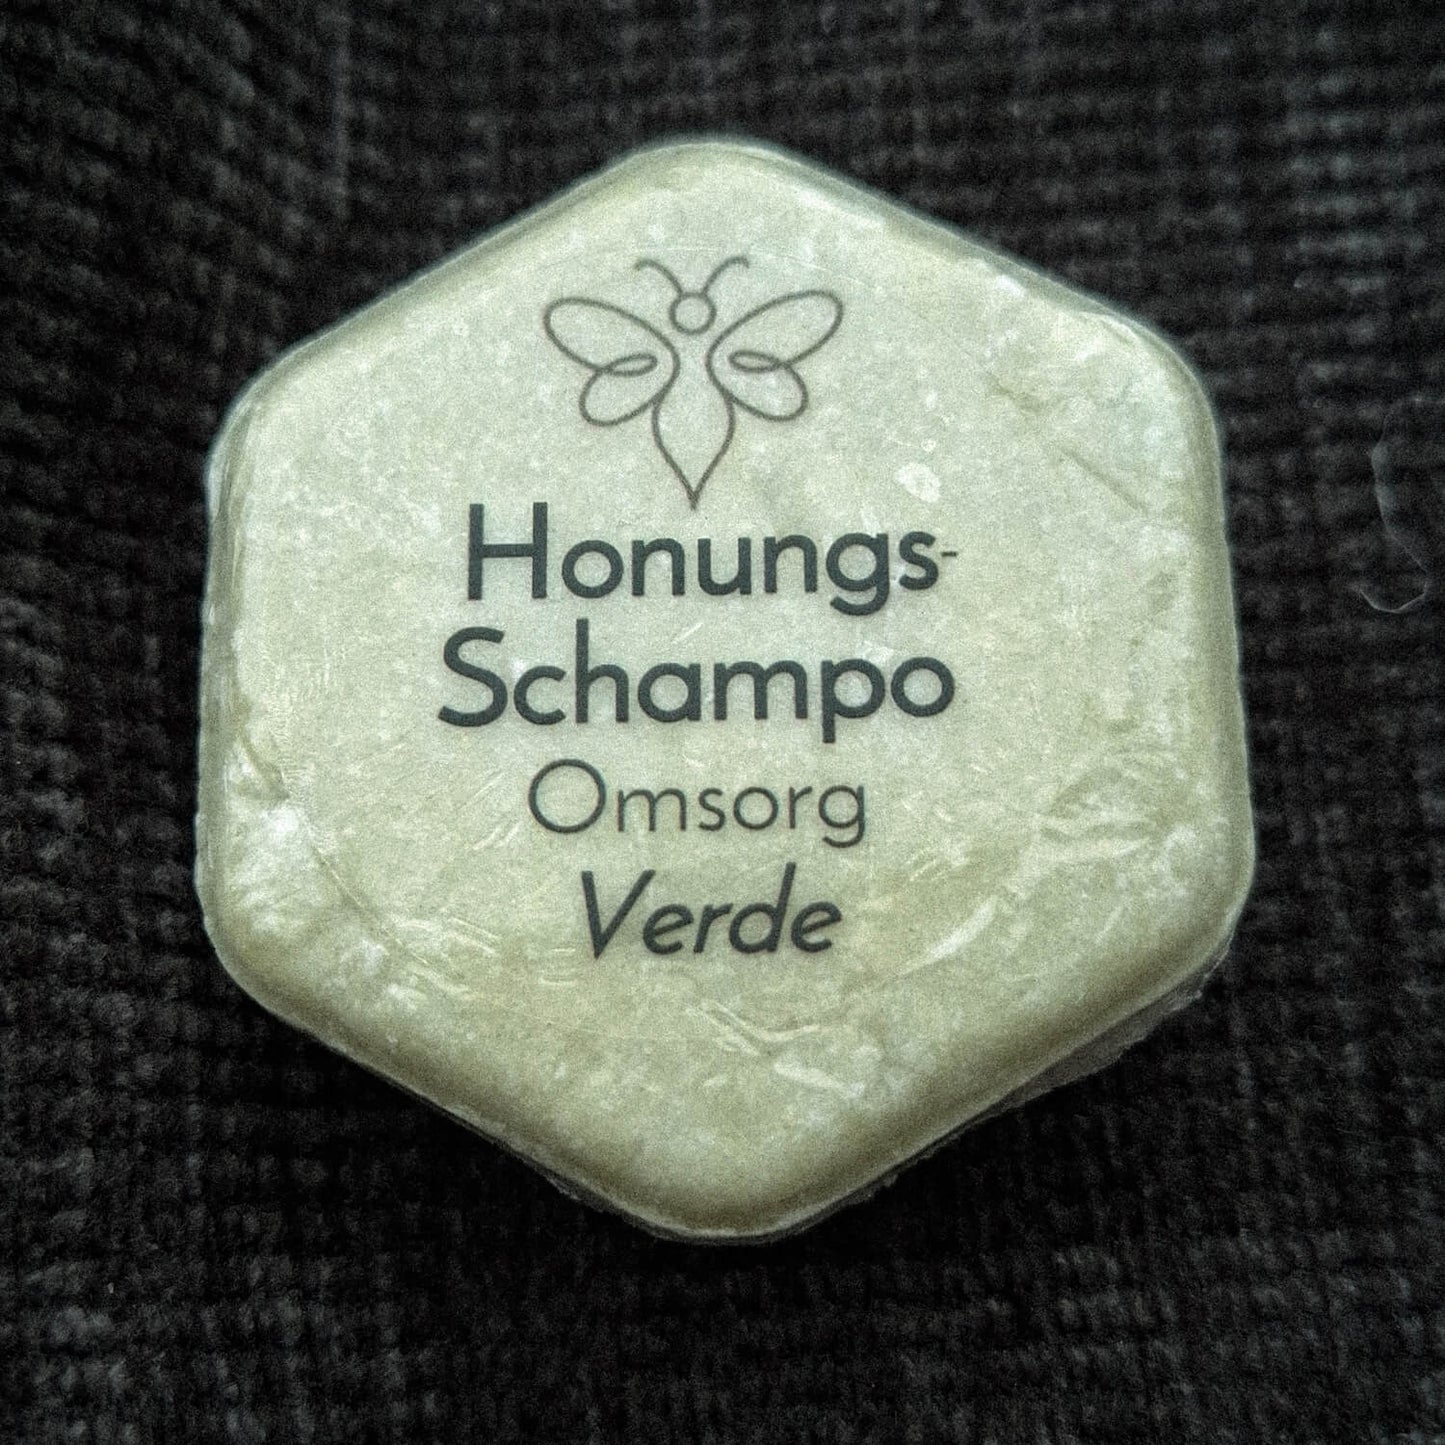 Honungs-
Schampo
Omsorg
Verde